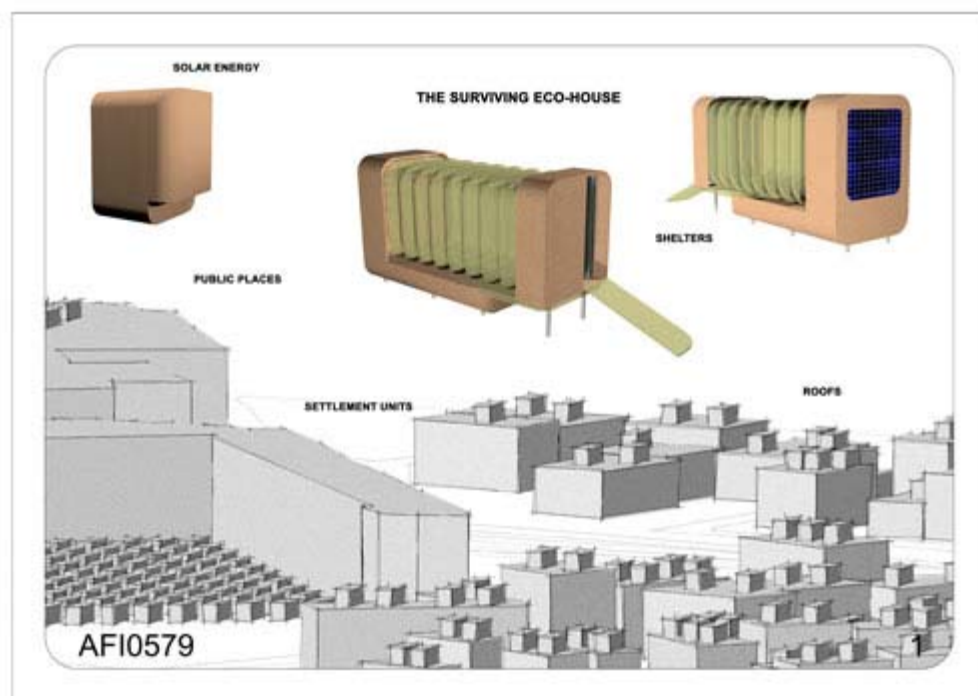 SOLAR ENERGY
THE SURVIVING ECO-HOUSE
SHELTERS
PUBLIC PLACES
SETTLEMENT UNITS
ROOFS
AFI0579
1